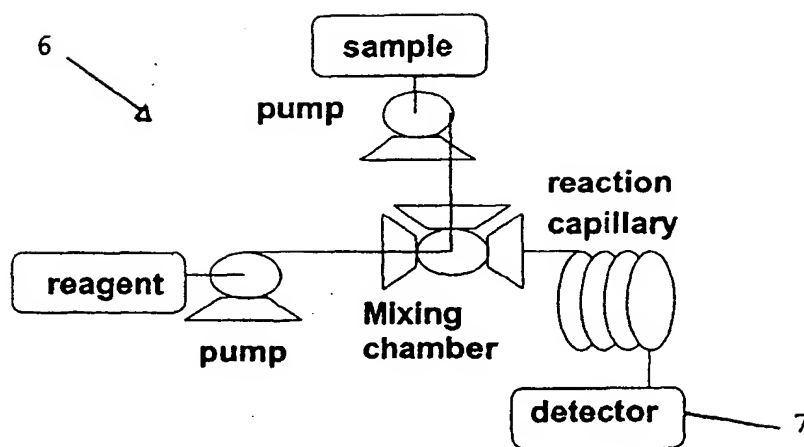 6
sample
pump
reaction
capillary
reagent
pump
Mixing
chamber
detector
7